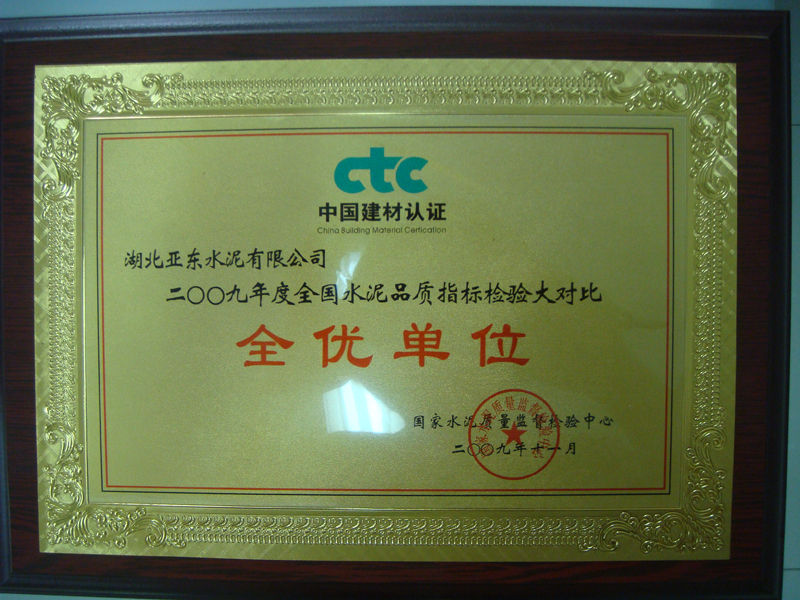 ctc
中国建材认证
China Building Material Certication
湖北亚东水泥有限公司
二〇〇九年度全国水泥品质指标检验大对比
全优单位
国家水泥质量监督检验中心
二〇〇九年十一月